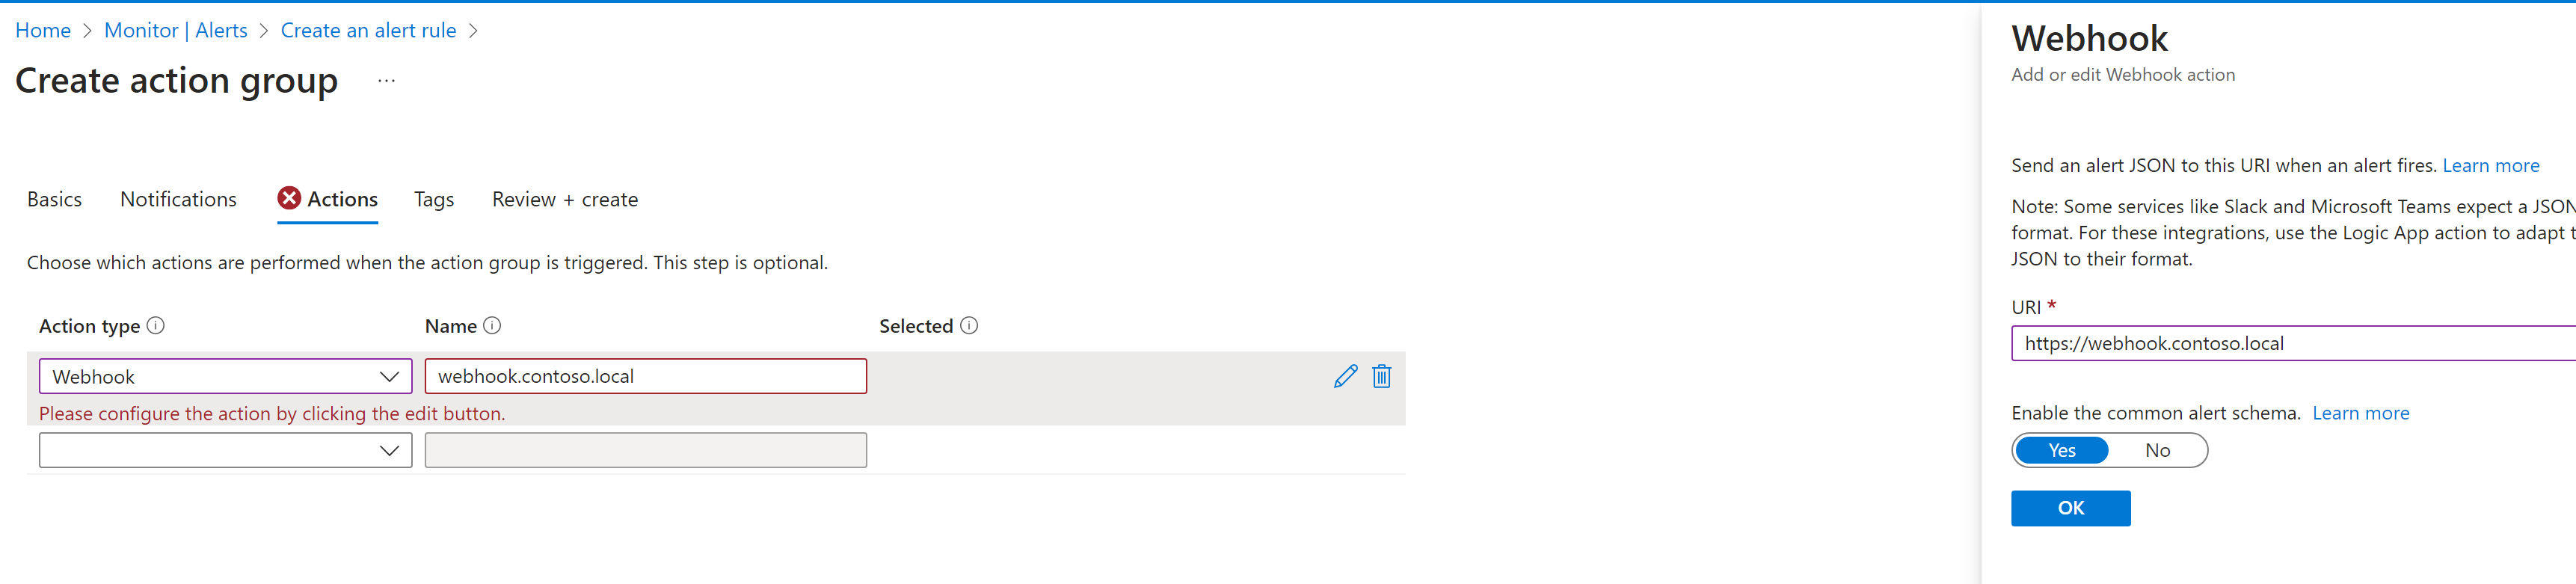 Home > Monitor | Alerts > Create an alert rule >
Create action group ...
Basics Notifications Actions Tags Review + create
Choose which actions are performed when the action group is triggered. This step is optional.
Action type Name Selected
Webhook webhook.contoso.local
Please configure the action by clicking the edit button.
Webhook
Add or edit Webhook action
Send an alert JSON to this URI when an alert fires. Learn more
Note: Some services like Slack and Microsoft Teams expect a JSON
format. For these integrations, use the Logic App action to adapt
JSON to their format.
URI *
https://webhook.contoso.local
Enable the common alert schema. Learn more
Yes No
OK